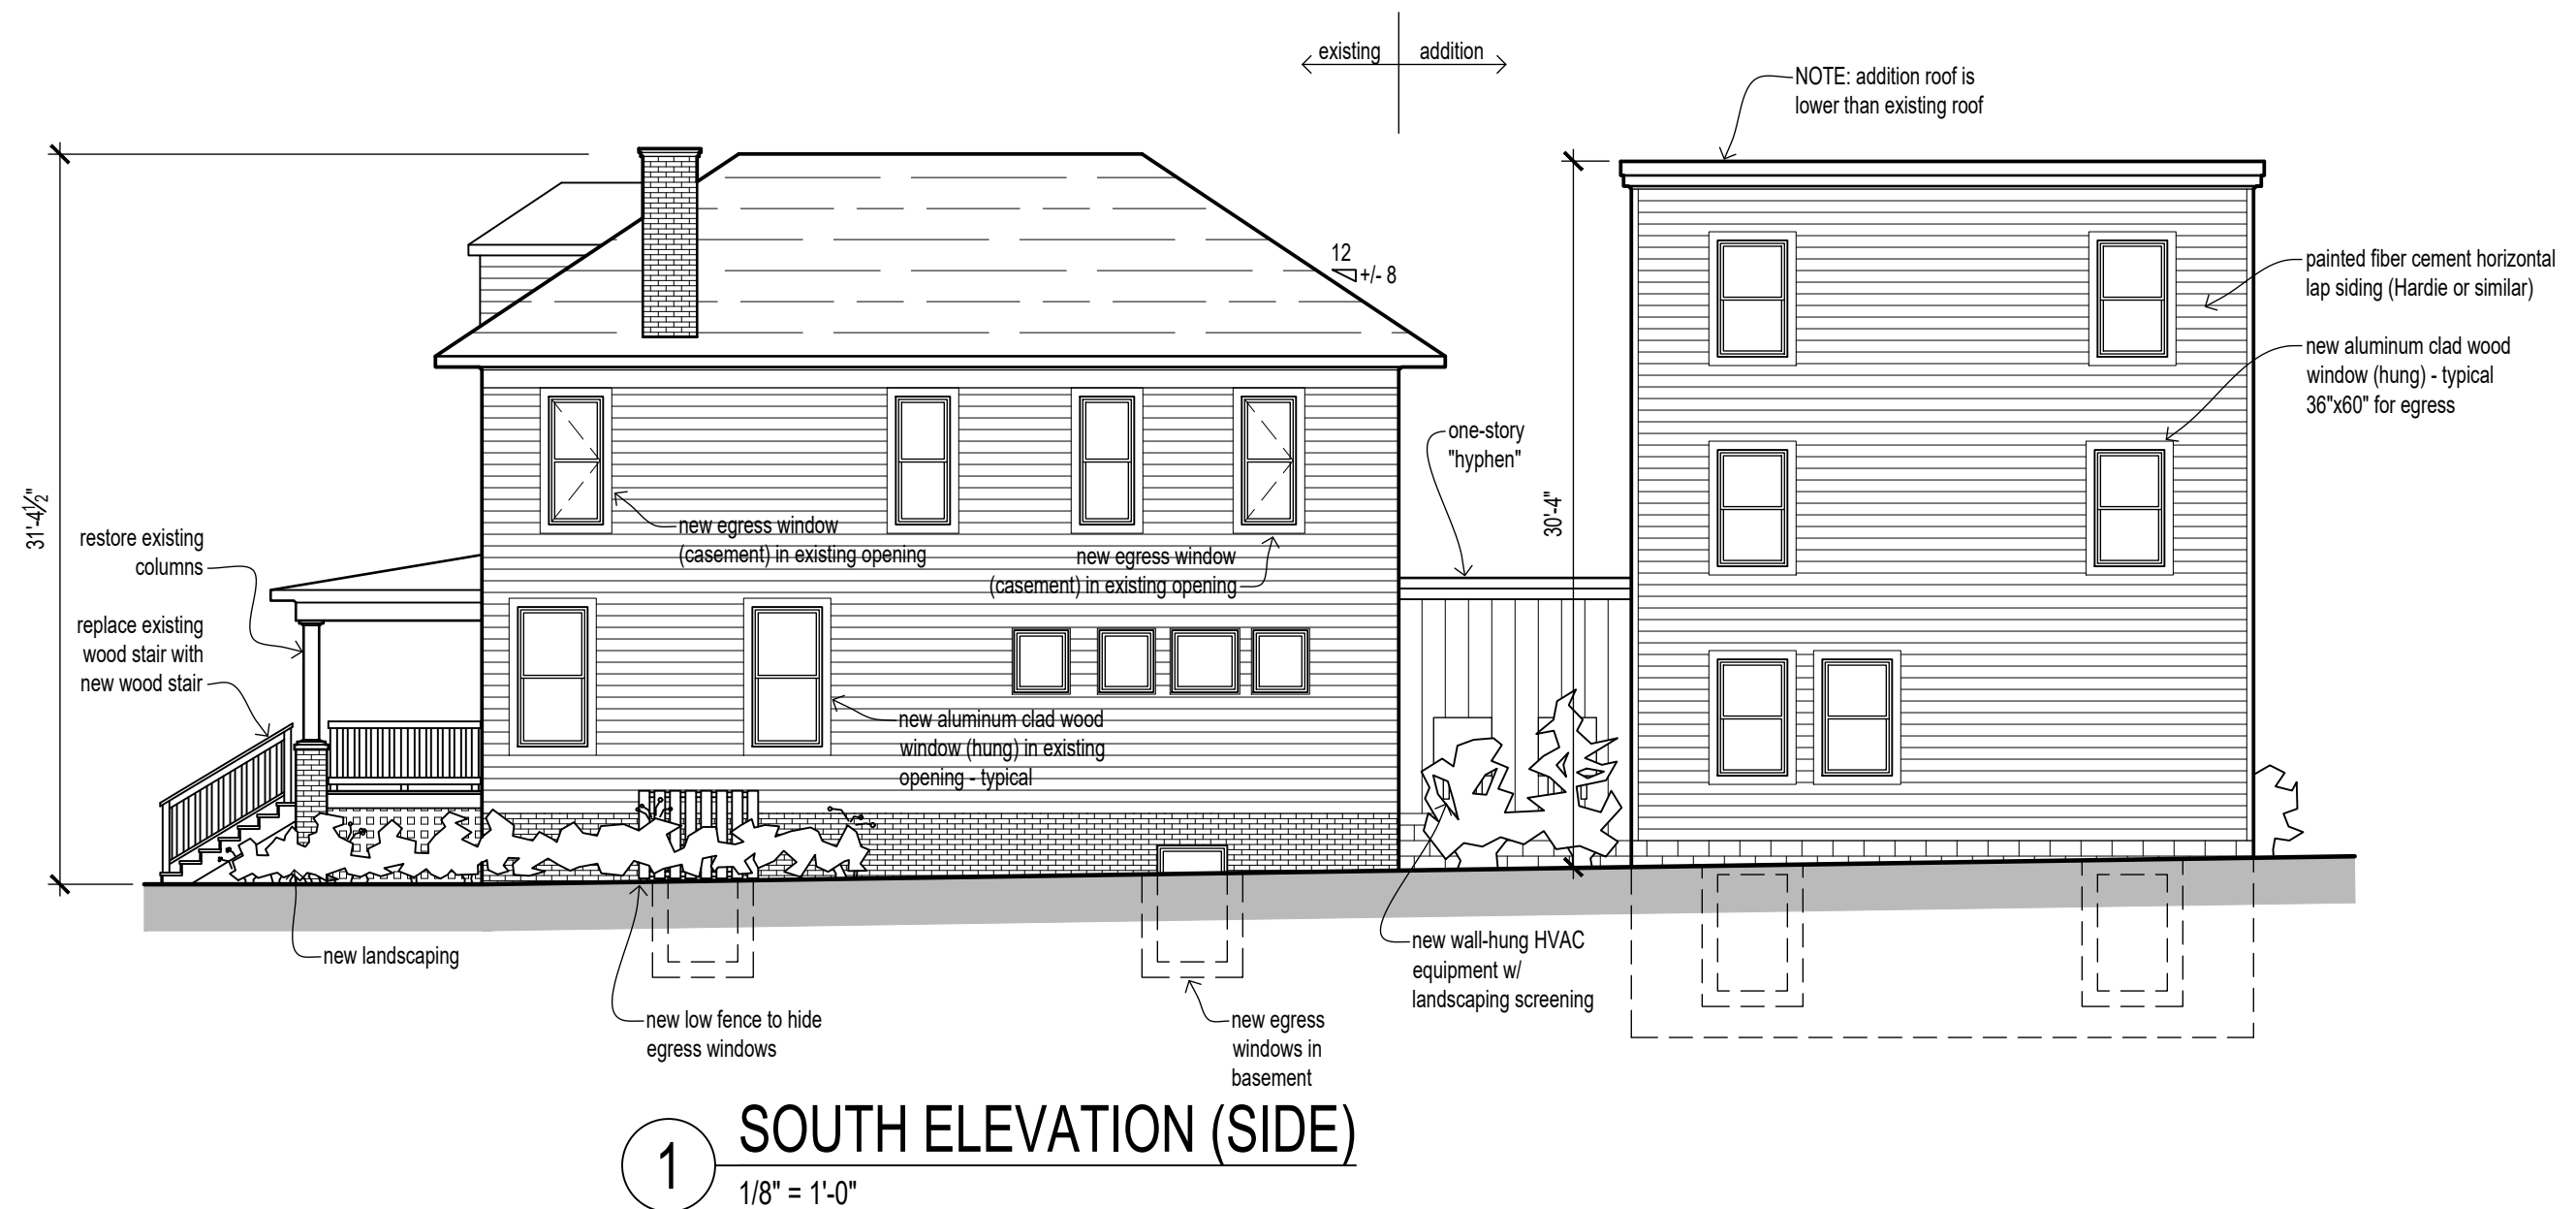 existing
addition
NOTE: addition roof is
lower than existing roof
12
+/- 8
painted fiber cement horizontal
lap siding (Hardie or similar)
new aluminum clad wood
window (hung) - typical
36"x60" for egress
one-story
"hyphen"
31'-4½"
30'-4"
restore existing
columns
new egress window
(casement) in existing opening
new egress window
(casement) in existing opening
replace existing
wood stair with
new wood stair
new aluminum clad wood
window (hung) in existing
opening - typical
new landscaping
new wall-hung HVAC
equipment w/
landscaping screening
new low fence to hide
egress windows
new egress
windows in
basement
1
SOUTH ELEVATION (SIDE)
1/8" = 1'-0"